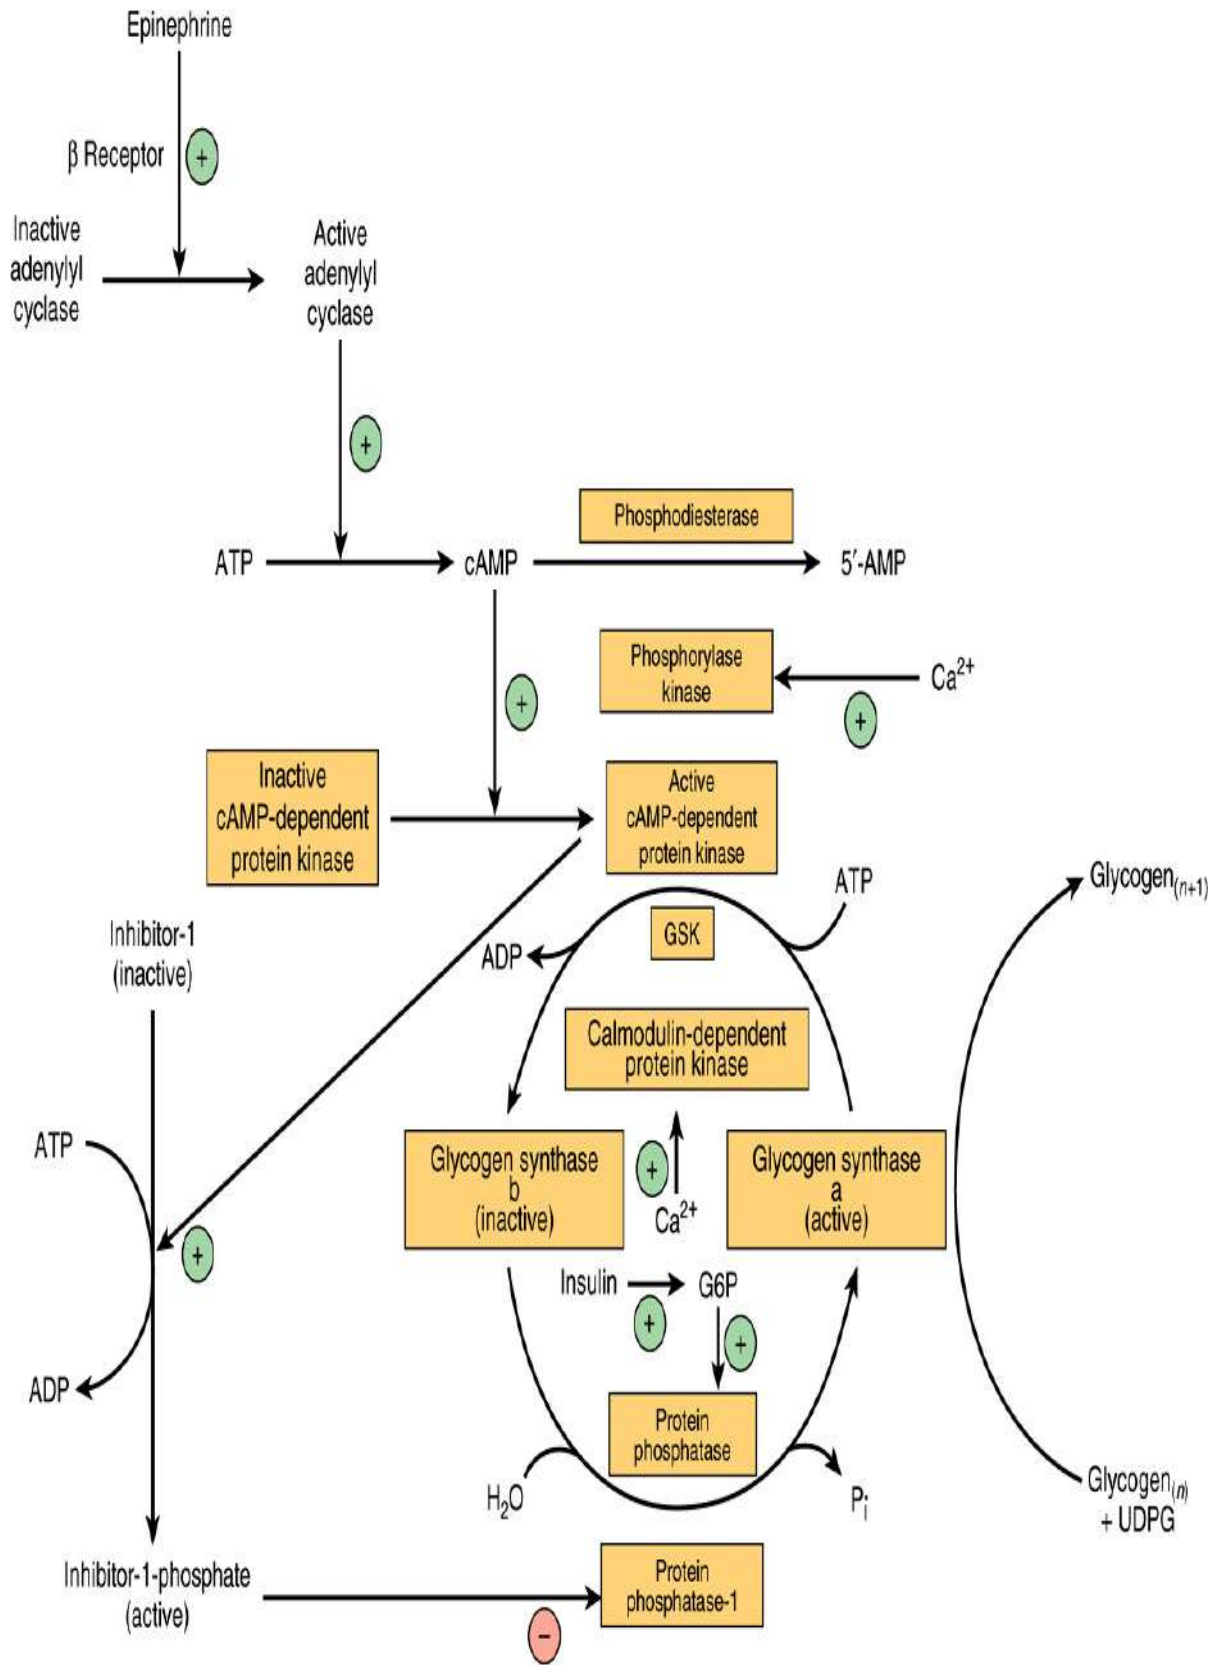 Epinephrine
β Receptor
+
Inactive
adenylyl
cyclase
Active
adenylyl
cyclase
+
Phosphodiesterase
ATP
cAMP
5′-AMP
Phosphorylase
kinase
Ca2+
+
+
Inactive
cAMP-dependent
protein kinase
Active
cAMP-dependent
protein kinase
ATP
Glycogen(n+1)
GSK
ADP
Inhibitor-1
(inactive)
Calmodulin-dependent
protein kinase
ATP
Glycogen synthase
b
(inactive)
+
Ca2+
Glycogen synthase
a
(active)
+
Insulin
G6P
+
+
ADP
Protein
phosphatase
H2O
Pi
Glycogen(n)
+ UDPG
Inhibitor-1-phosphate
(active)
Protein
phosphatase-1
−